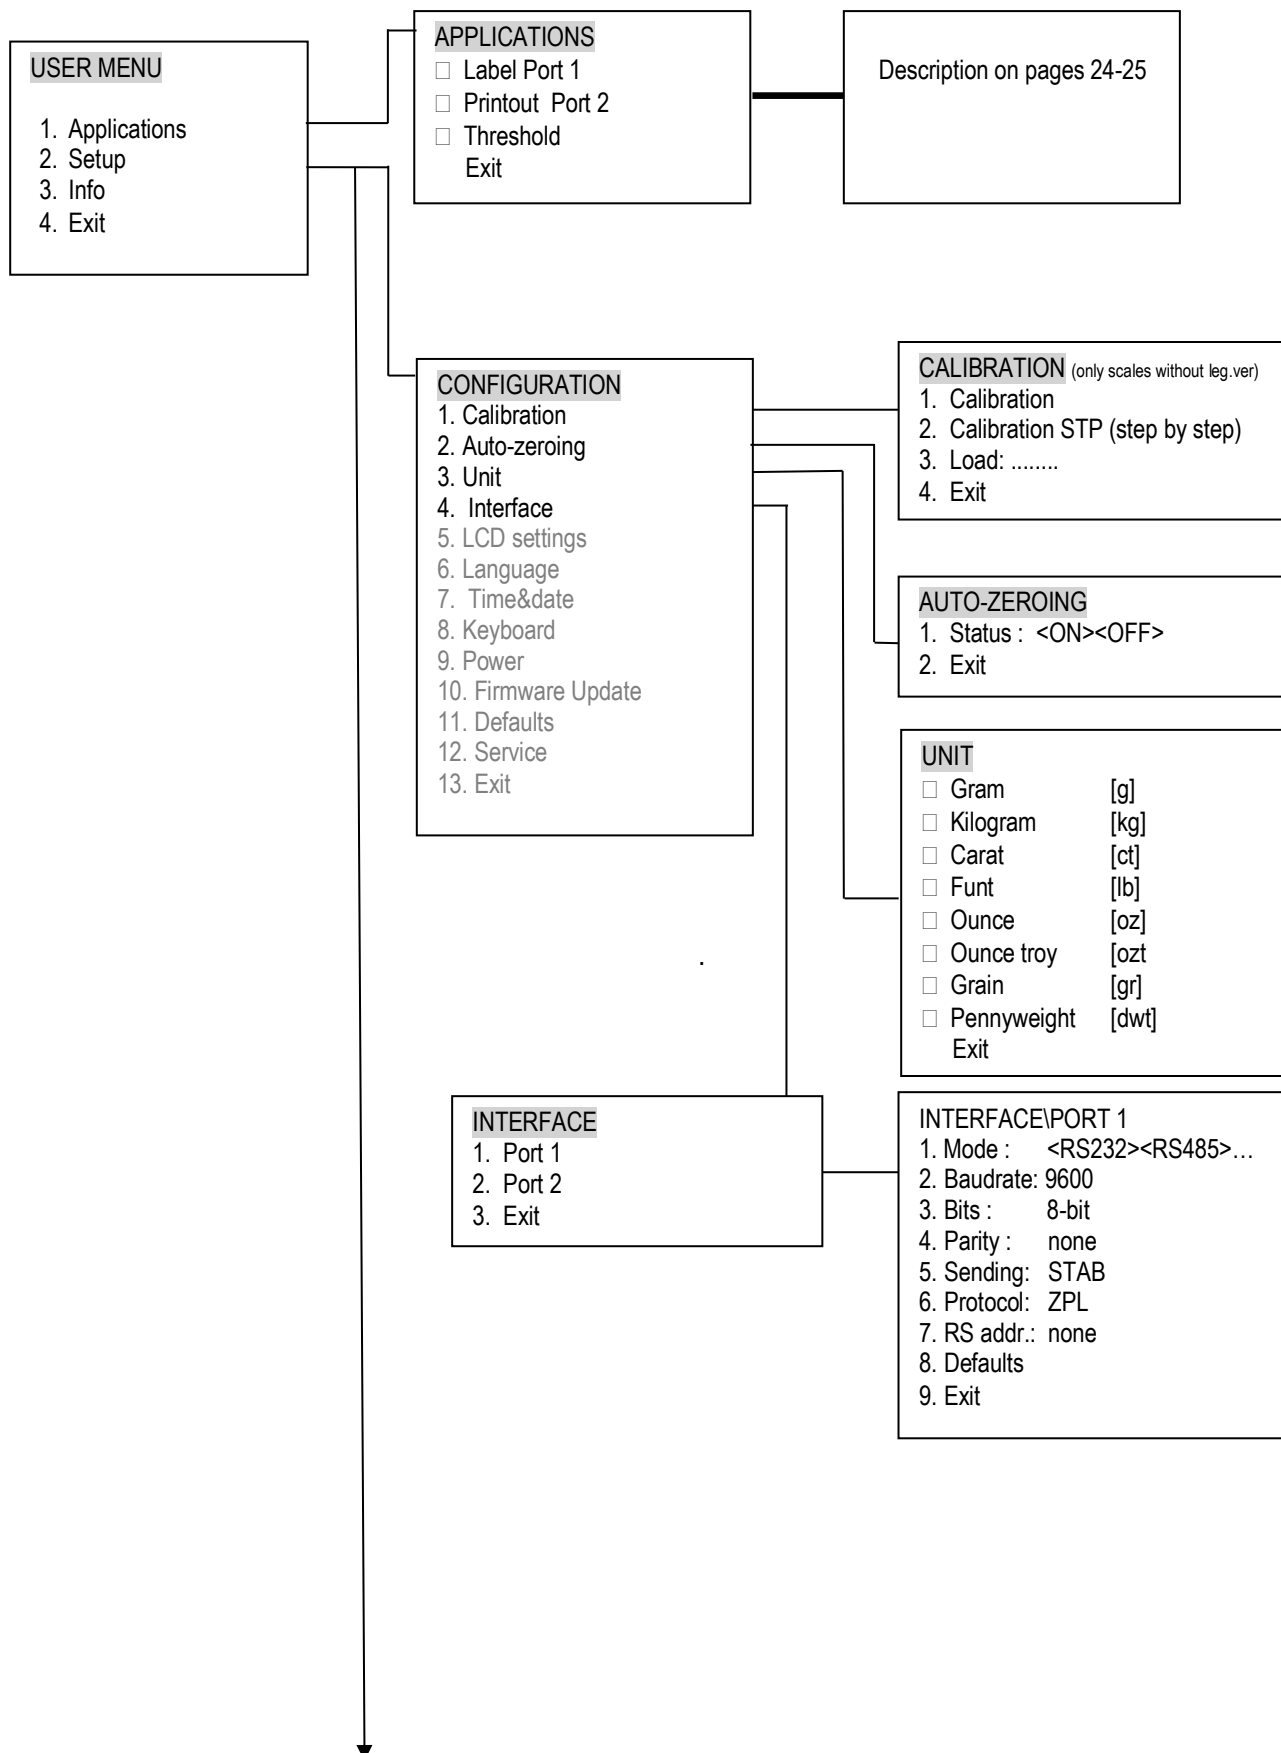 USER MENU
1. Applications
2. Setup
3. Info
4. Exit
APPLICATIONS
□ Label Port 1
□ Printout Port 2
□ Threshold
Exit
Description on pages 24-25
CONFIGURATION
1. Calibration
2. Auto-zeroing
3. Unit
4. Interface
5. LCD settings
6. Language
7. Time&date
8. Keyboard
9. Power
10. Firmware Update
11. Defaults
12. Service
13. Exit
CALIBRATION (only scales without leg.ver)
1. Calibration
2. Calibration STP (step by step)
3. Load: ........
4. Exit
AUTO-ZEROING
1. Status : <ON><OFF>
2. Exit
UNIT
□ Gram [g]
□ Kilogram [kg]
□ Carat [ct]
□ Funt [lb]
□ Ounce [oz]
□ Ounce troy [ozt
□ Grain [gr]
□ Pennyweight [dwt]
Exit
.
INTERFACE
1. Port 1
2. Port 2
3. Exit
INTERFACE\PORT 1
1. Mode : <RS232><RS485>…
2. Baudrate: 9600
3. Bits : 8-bit
4. Parity : none
5. Sending: STAB
6. Protocol: ZPL
7. RS addr.: none
8. Defaults
9. Exit